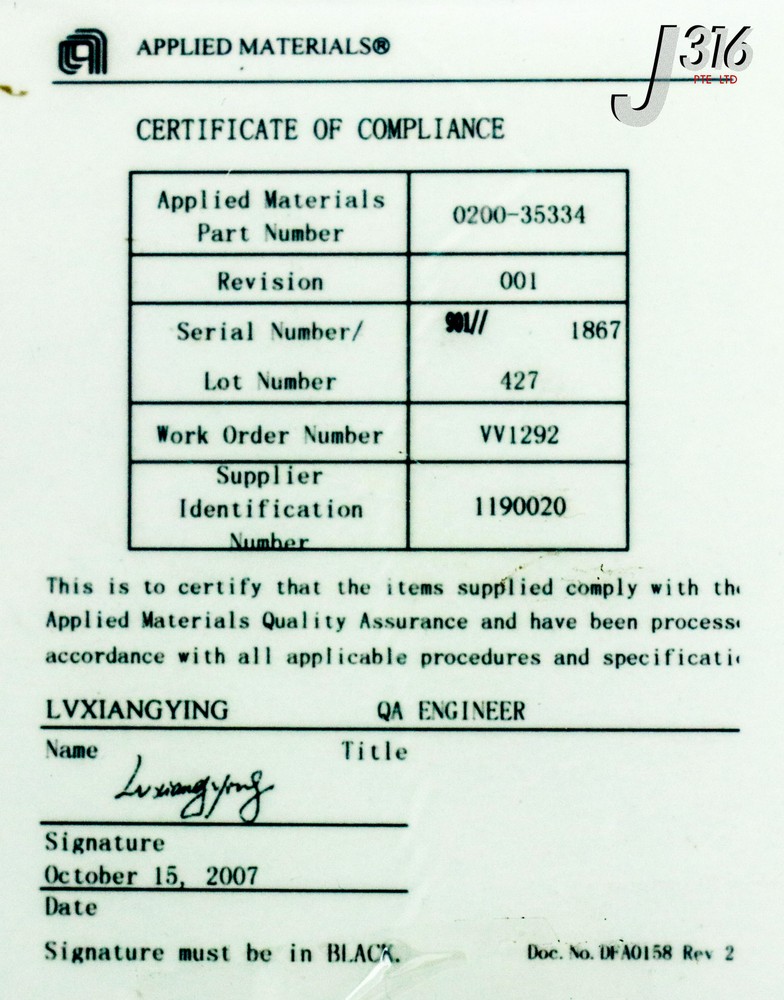 APPLIED MATERIALS®
J316
PTE LTD
CERTIFICATE OF COMPLIANCE
Applied Materials
Part Number
0200-35334
Revision
001
Serial Number/
901// 1867
Lot Number
427
Work Order Number
VV1292
Supplier
Identification
Number
1190020
This is to certify that the items supplied comply with the
Applied Materials Quality Assurance and have been process
accordance with all applicable procedures and specificati
LVXIANGYING QA ENGINEER
Name Title
Lvxiangying
Signature
October 15, 2007
Date
Signature must be in BLACK.
Doc. No. DFA0158 Rev 2